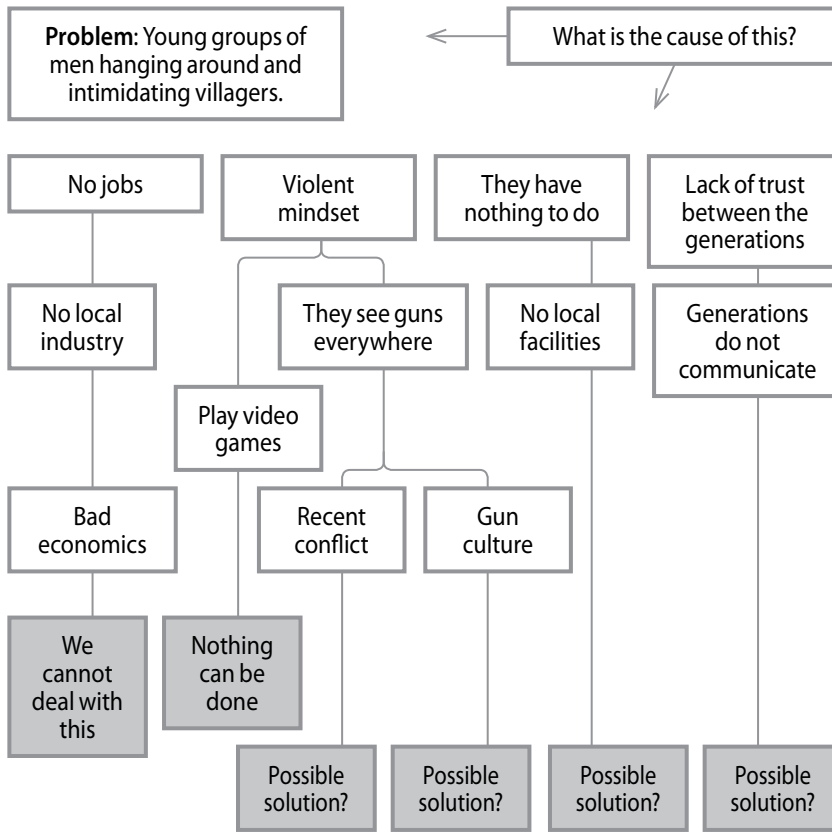 Problem: Young groups of
men hanging around and
intimidating villagers.
What is the cause of this?
No jobs
Violent
mindset
They have
nothing to do
Lack of trust
between the
generations
No local
industry
They see guns
everywhere
No local
facilities
Generations
do not
communicate
Play video
games
Bad
economics
Recent
conflict
Gun
culture
We
cannot
deal with
this
Nothing
can be
done
Possible
solution?
Possible
solution?
Possible
solution?
Possible
solution?